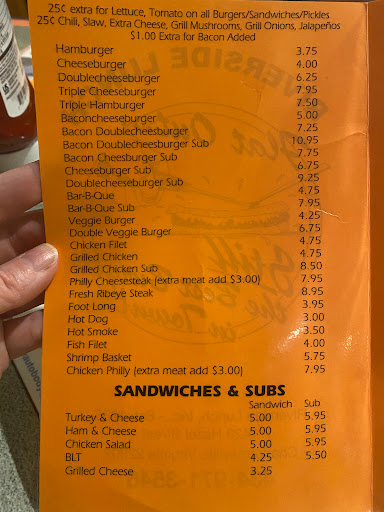 25¢ extra for Lettuce, Tomato on all Burgers/Sandwiches/Pickles
25¢ Chili, Slaw, Extra Cheese, Grill Mushrooms, Grill Onions, Jalapeños
$1.00 Extra for Bacon Added
Hamburger 3.75
Cheeseburger 4.00
Doublecheeseburger 6.25
Triple Cheeseburger 7.95
Triple Hamburger 7.50
Baconcheeseburger 5.00
Bacon Doublecheesburger 7.25
Bacon Doublecheesburger Sub 10.95
Bacon Cheesburger Sub 7.75
Cheeseburger Sub 6.75
Doublecheeseburger Sub 9.25
Bar-B-Que 4.75
Bar-B-Que Sub 7.95
Veggie Burger 4.25
Double Veggie Burger 6.75
Chicken Filet 4.75
Grilled Chicken 4.75
Grilled Chicken Sub 8.50
Philly Cheesesteak (extra meat add $3.00) 7.95
Fresh Ribeye Steak 8.95
Foot Long 3.95
Hot Dog 3.00
Hot Smoke 3.50
Fish Filet 4.00
Shrimp Basket 5.75
Chicken Philly (extra meat add $3.00) 7.95
SANDWICHES & SUBS
Sandwich Sub
Turkey & Cheese 5.00 5.95
Ham & Cheese 5.00 5.95
Chicken Salad 5.00 5.95
BLT 4.25 5.50
Grilled Cheese 3.25